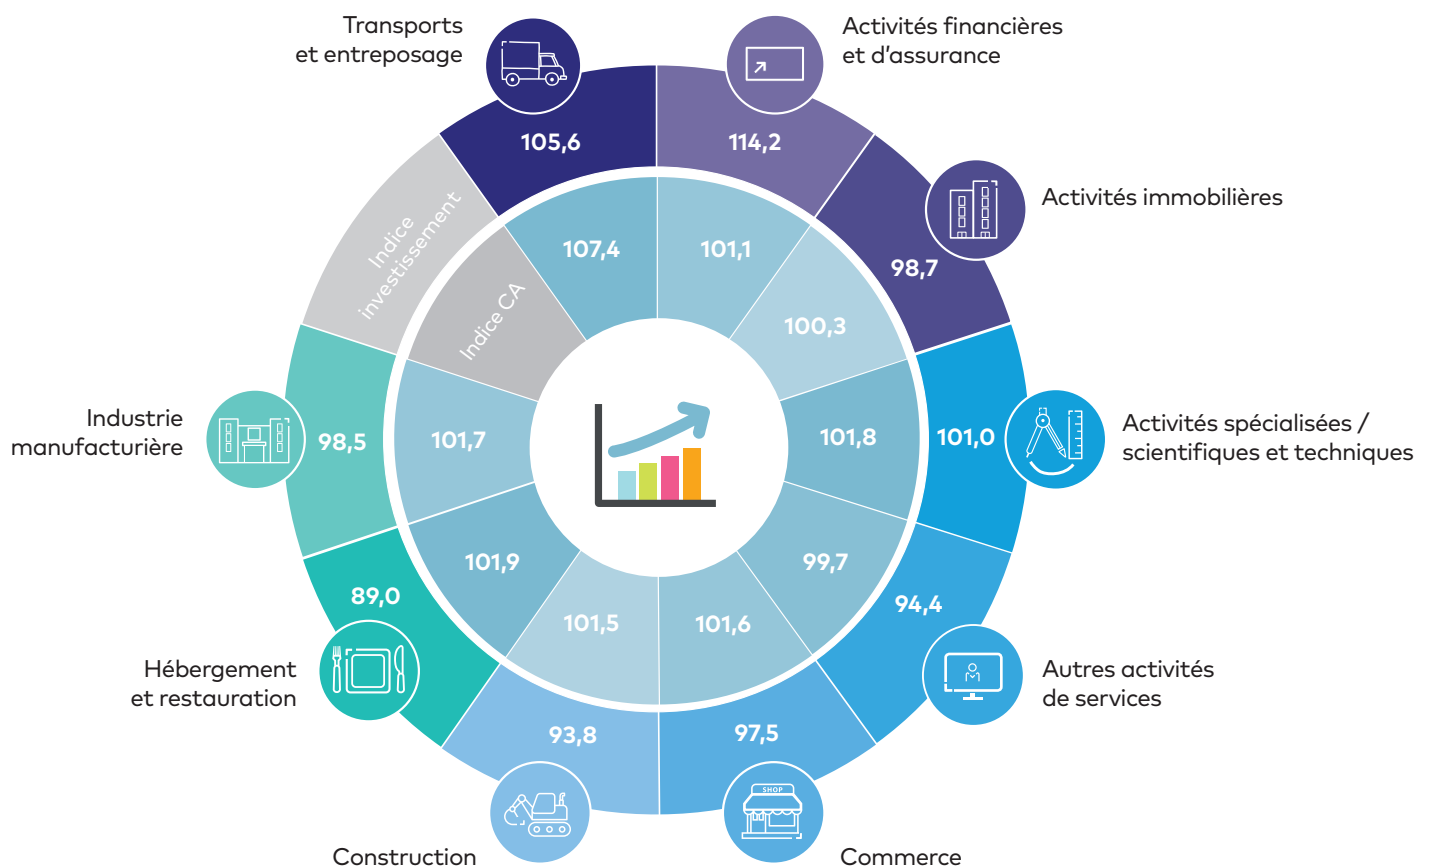 Transports
et entreposage
Activités financières
et d'assurance
105,6
114,2
Activités immobilières
98,7
Indice
investissement
Indice CA
107,4
101,1
100,3
Industrie
manufacturière
98,5
101,7
101,8
101,0
Activités spécialisées /
scientifiques et techniques
101,9
99,7
89,0
94,4
101,5
101,6
Hébergement
et restauration
Autres activités
de services
93,8
97,5
SHOP
Construction
Commerce